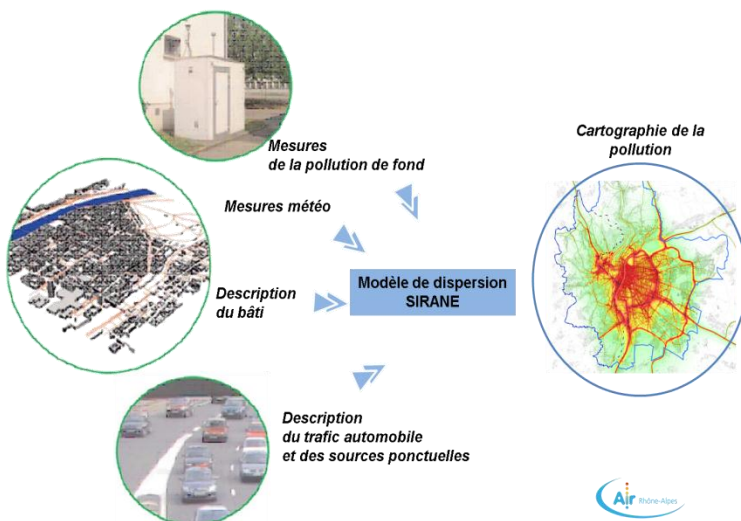 Mesures
de la pollution de fond
Cartographie de la
pollution
Mesures météo
Description
du bâti
Modèle de dispersion
SIRANE
Description
du trafic automobile
et des sources ponctuelles
Air Rhône-Alpes